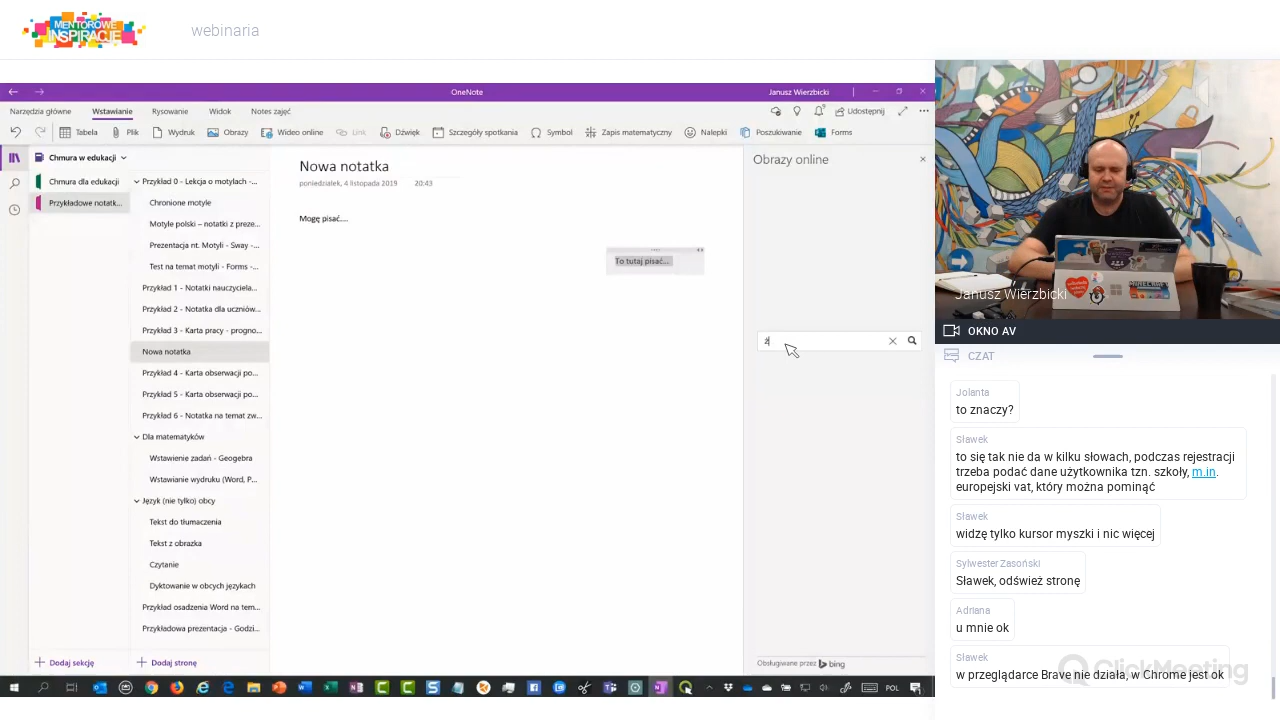 MENTOROWE
INSPIRACJE
webinaria
OneNote
Janusz Wierzbicki
Narzędzia główne
Wstawianie
Rysowanie
Widok
Notes zajęć
Udostępnij
Tabela
Plik
Wydruk
Obrazy
Wideo online
Link
Dźwięk
Szczegóły spotkania
Symbol
Zapis matematyczny
Naklejki
Poszukiwanie
Forms
Chmura w edukacji
Chmura dla edukacji
Przykładowe notatk...
Przykład 0 - Lekcja o motylach -...
Chronione motyle
Motyle polski – notatki z preze...
Prezentacja nt. Motyli - Sway -...
Test na temat motyli - Forms -...
Przykład 1 - Notatki nauczyciela...
Przykład 2 - Notatka dla uczniów...
Przykład 3 - Karta pracy - progno...
Nowa notatka
Przykład 4 - Karta obserwacji po...
Przykład 5 - Karta obserwacji po...
Przykład 6 - Notatka na temat zw...
Dla matematyków
Wstawienie zadań - Geogebra
Wstawianie wydruku (Word, P...
Język (nie tylko) obcy
Tekst do tłumaczenia
Tekst z obrazka
Czytanie
Dyktowanie w obcych językach
Przykład osadzenia Word na tem...
Przykładowa prezentacja - Godzi...
Dodaj sekcję
Dodaj stronę
Nowa notatka
poniedziałek, 4 listopada 2019
20:43
Mogę pisać....
To tutaj pisać...
Obrazy online
Obsługiwane przez bing
POL
Janusz Wierzbicki
OKNO AV
CZAT
Jolanta
to znaczy?
Sławek
to się tak nie da w kilku słowach, podczas rejestracji
trzeba podać dane użytkownika tzn. szkoły, m.in.
europejski vat, który można pominąć
Sławek
widzę tylko kursor myszki i nic więcej
Sylwester Zasoński
Sławek, odśwież stronę
Adriana
u mnie ok
Sławek
w przeglądarce Brave nie działa, w Chrome jest ok
ClickMeeting